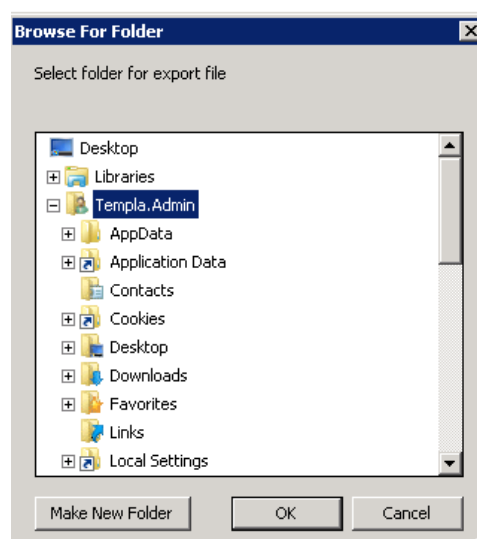 Browse For Folder
Select folder for export file
Desktop
Libraries
Templa.Admin
AppData
Application Data
Contacts
Cookies
Desktop
Downloads
Favorites
Links
Local Settings
Make New Folder OK Cancel